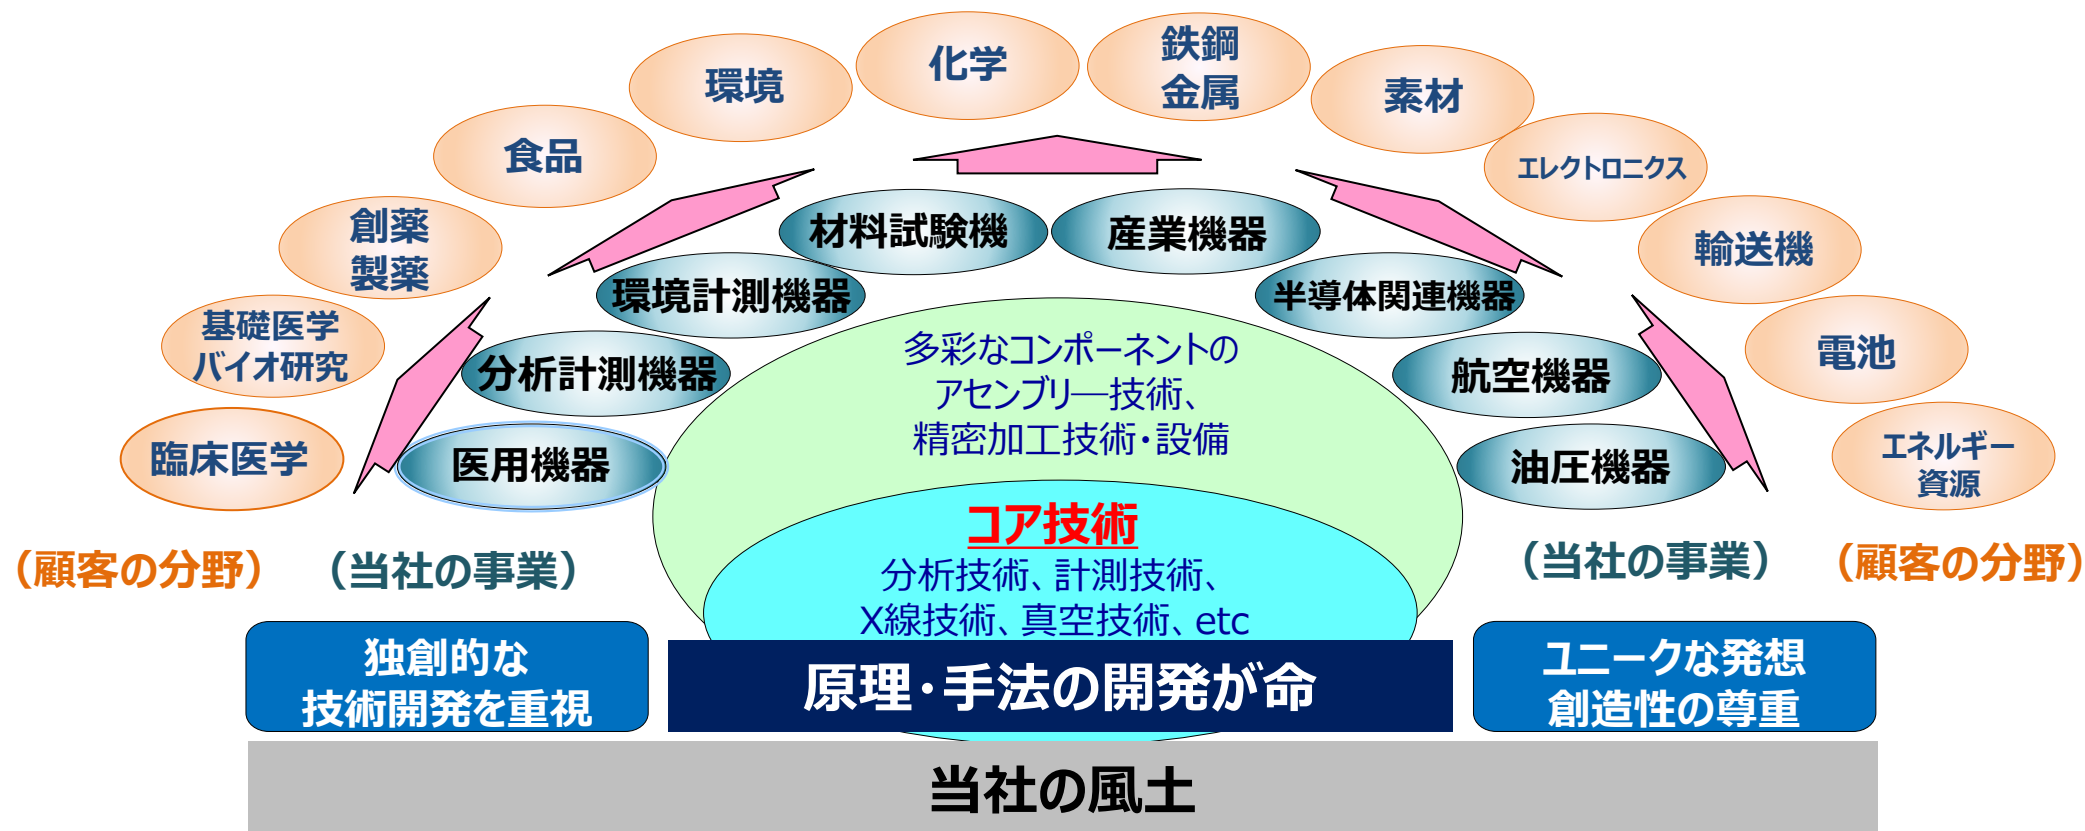 化学
鉄鋼
金属
環境
素材
食品
エレクトロニクス
創薬
製薬
輸送機
基礎医学
バイオ研究
電池
臨床医学
エネルギー
資源
材料試験機
産業機器
環境計測機器
半導体関連機器
分析計測機器
航空機器
医用機器
油圧機器
多彩なコンポーネントの
アセンブリ―技術、
精密加工技術・設備
コア技術
分析技術、計測技術、
X線技術、真空技術、etc
（顧客の分野）
（当社の事業）
（当社の事業）
（顧客の分野）
独創的な
技術開発を重視
原理・手法の開発が命
ユニークな発想
創造性の尊重
当社の風土